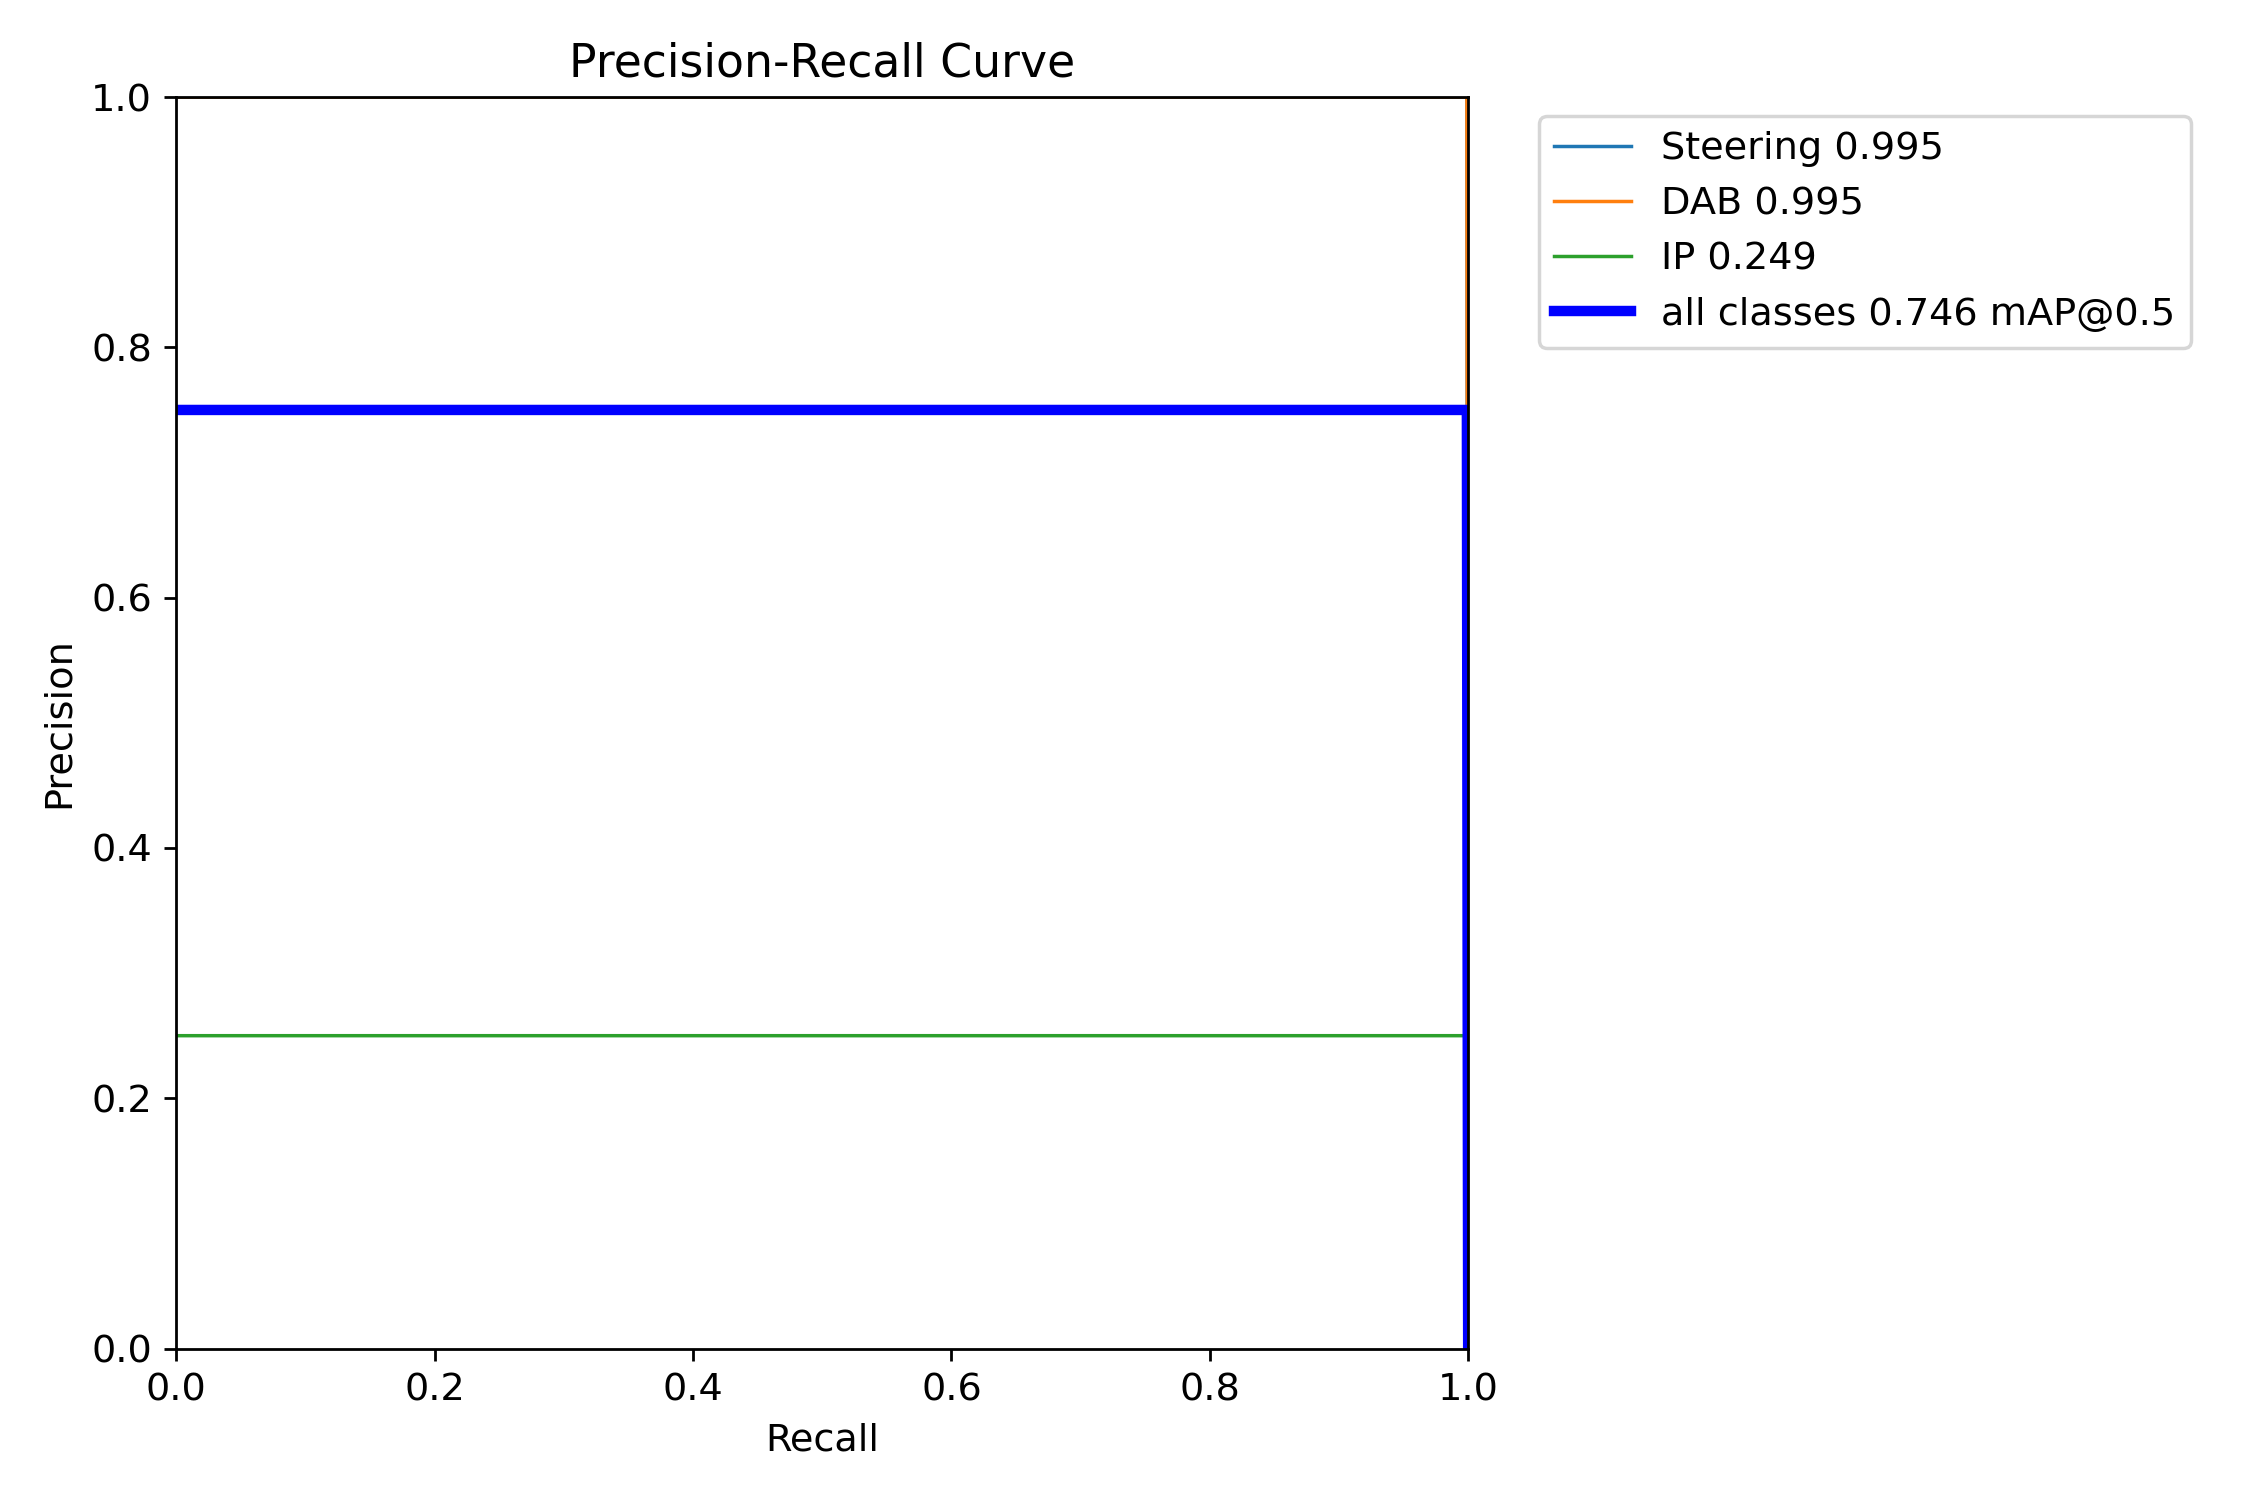 Precision-Recall Curve
1.0
0.8
0.6
0.4
0.2
0.0
Precision
0.0 0.2 0.4 0.6 0.8 1.0
Recall
Steering 0.995
DAB 0.995
IP 0.249
all classes 0.746 mAP@0.5